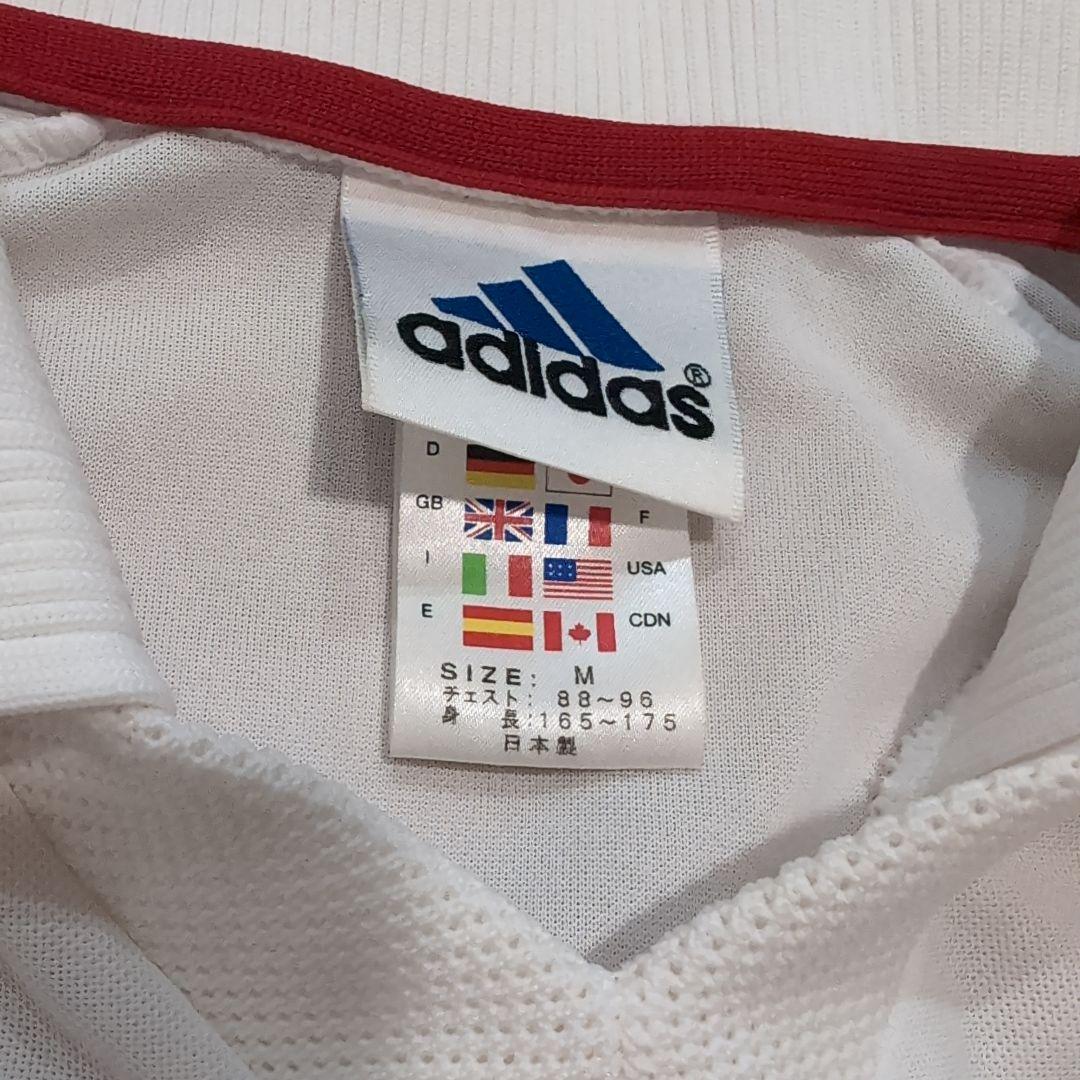 adidas®
D
GB F
I USA
E CDN
SIZE: M
チェスト: 88~96
身 長:165~175
日本製